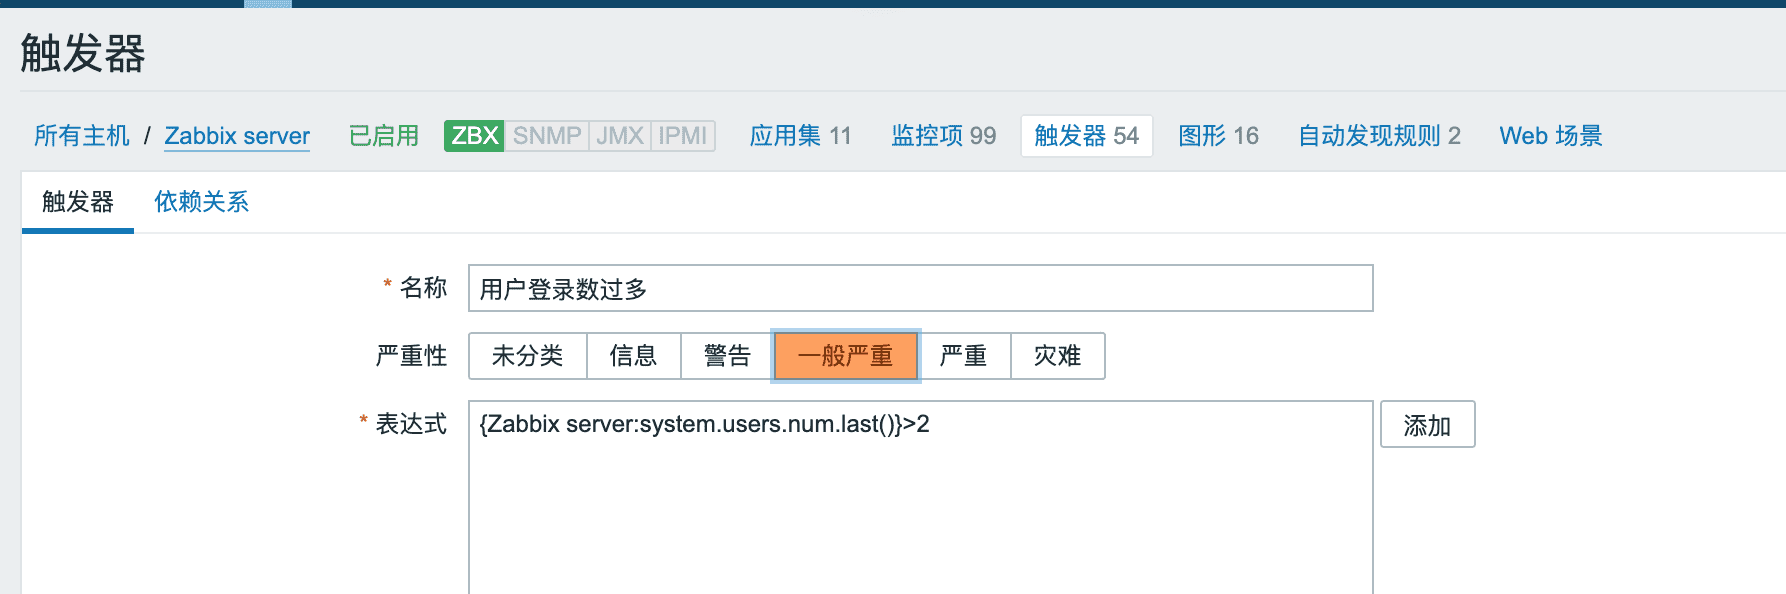 触发器
所有主机 / Zabbix server 已启用 ZBX SNMP JMX IPMI 应用集 11 监控项 99 触发器 54 图形 16 自动发现规则 2 Web 场景
触发器 依赖关系
* 名称 用户登录数过多
严重性 未分类 信息 警告 一般严重 严重 灾难
* 表达式 {Zabbix server:system.users.num.last()}>2 添加